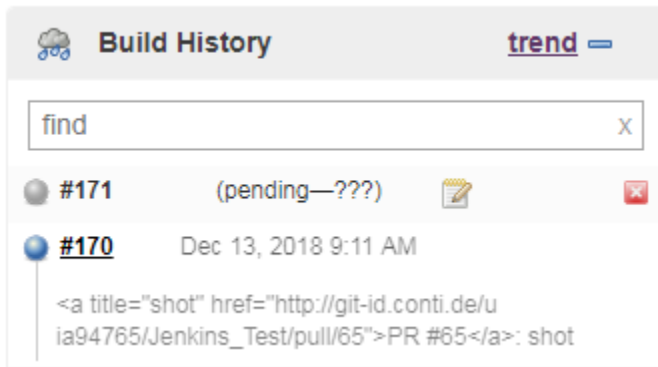 Build History trend
find x
#171 (pending—???)
#170 Dec 13, 2018 9:11 AM
<a title="shot" href="http://git-id.conti.de/u
ia94765/Jenkins_Test/pull/65">PR #65</a>: shot